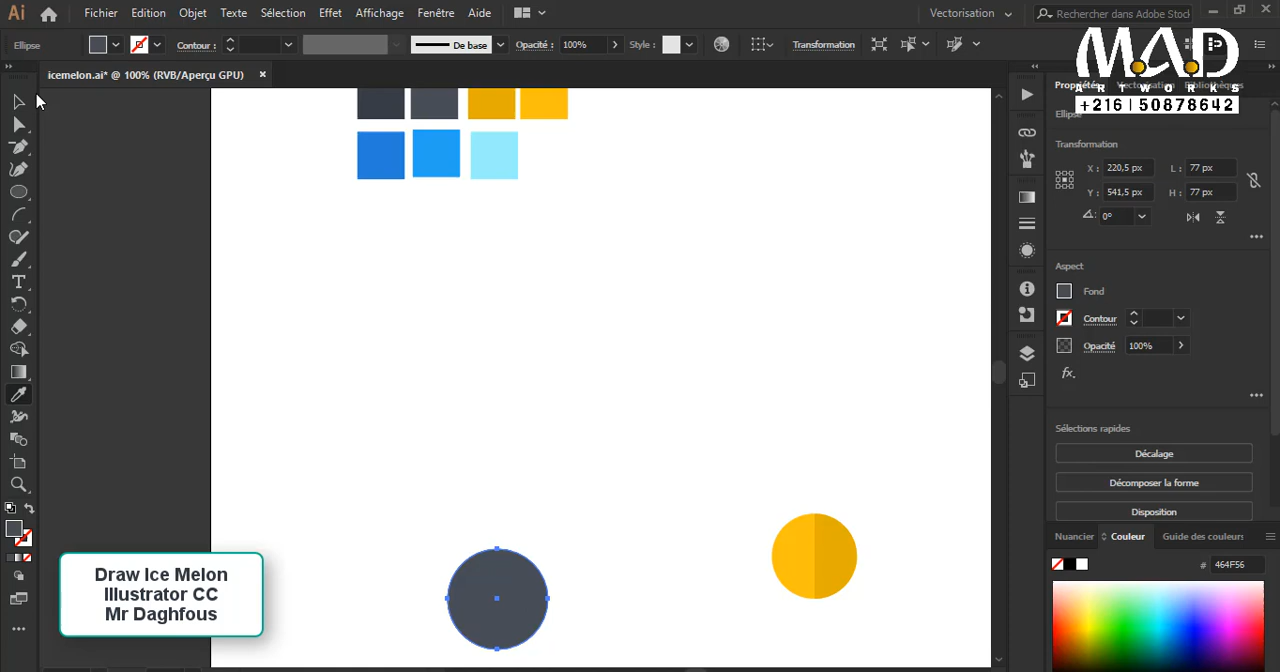 Ai
Fichier Edition Objet Texte Sélection Effet Affichage Fenêtre Aide
Vectorisation
Rechercher dans Adobe Stock
Ellipse
Contour :
De base
Opacité : 100%
Style :
Transformation
MAD
ARTWORKS
+216 | 50878642
icemelon.ai* @ 100% (RVB/Aperçu GPU)
Propriétés Vectorisation Bibliothèques
Ellipse
Transformation
X : 220,5 px L : 77 px
Y : 541,5 px H : 77 px
0°
Aspect
Fond
Contour
Opacité 100%
fx.
Sélections rapides
Décalage
Décomposer la forme
Disposition
Nuancier Couleur Guide des couleurs
# 464F56
Draw Ice Melon
Illustrator CC
Mr Daghfous